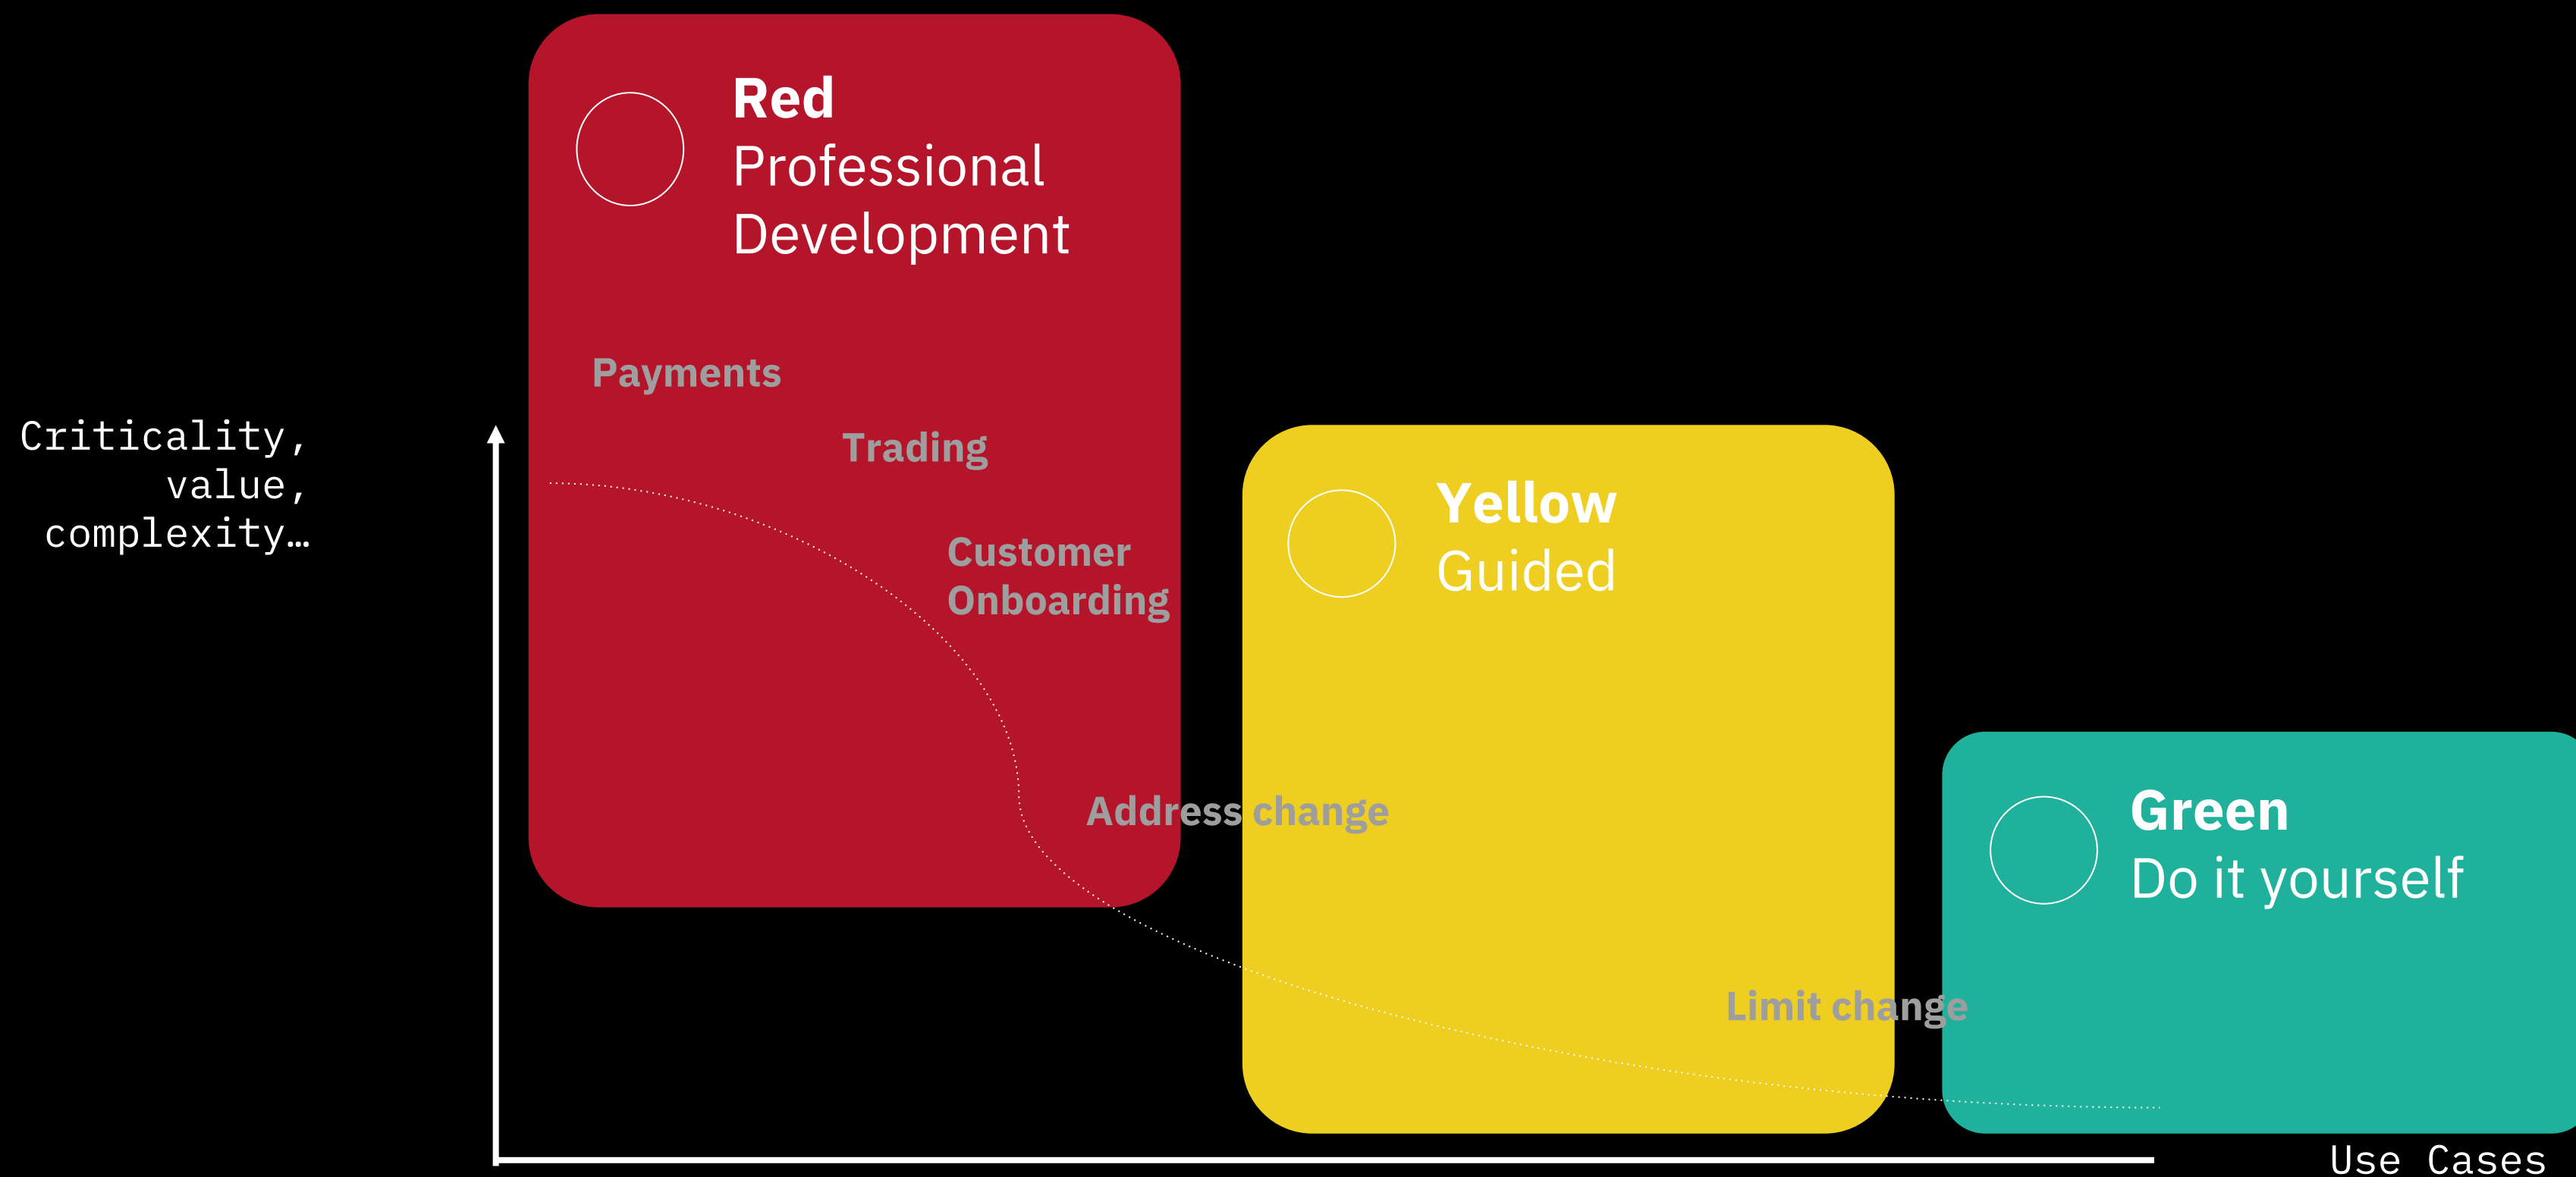 Red
Professional
Development
Payments
Trading
Customer
Onboarding
Criticality,
value,
complexity…
Yellow
Guided
Address change
Green
Do it yourself
Limit change
Use Cases